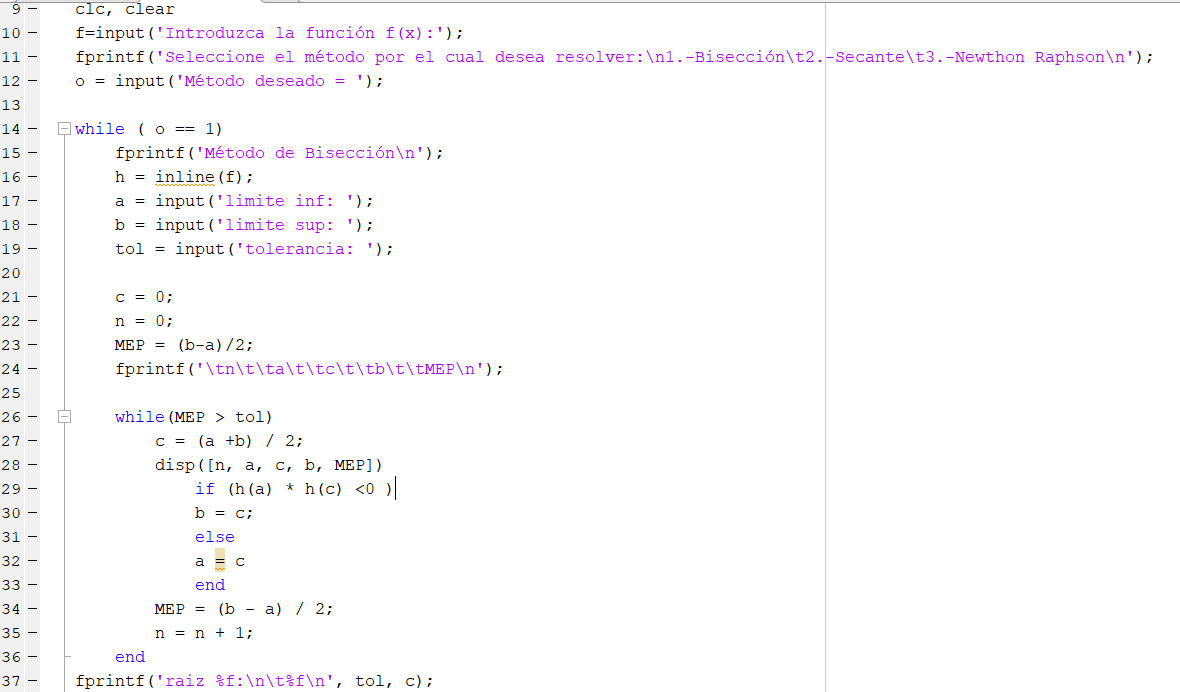 9 – clc, clear
10 – f=input('Introduzca la función f(x):');
11 – fprintf('Seleccione el método por el cual desea resolver:\n1.-Bisección\t2.-Secante\t3.-Newthon Raphson\n');
12 – o = input('Método deseado = ');
13
14 – while ( o == 1)
15 – fprintf('Método de Bisección\n');
16 – h = inline(f);
17 – a = input('limite inf: ');
18 – b = input('limite sup: ');
19 – tol = input('tolerancia: ');
20
21 – c = 0;
22 – n = 0;
23 – MEP = (b-a)/2;
24 – fprintf('\tn\t\ta\t\tc\t\tb\t\tMEP\n');
25
26 – while(MEP > tol)
27 – c = (a +b) / 2;
28 – disp([n, a, c, b, MEP])
29 – if (h(a) * h(c) <0 )
30 – b = c;
31 – else
32 – a = c
33 – end
34 – MEP = (b - a) / 2;
35 – n = n + 1;
36 – end
37 – fprintf('raiz %f:\n\t%f\n', tol, c);